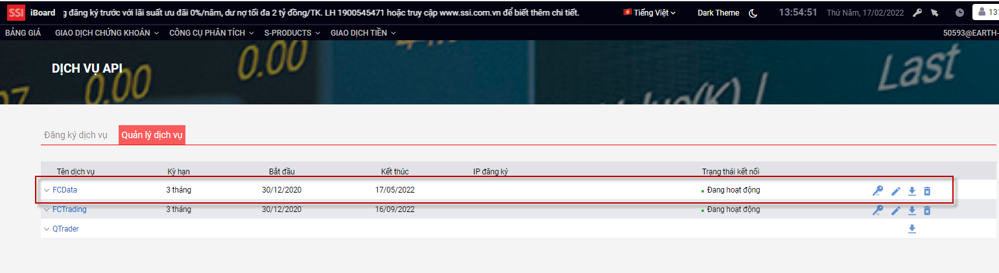 SSI iBoard g đăng ký trước với lãi suất ưu đãi 0%/năm, dư nợ tối đa 2 tỷ đồng/TK. LH 1900545471 hoặc truy cập www.ssi.com.vn để biết thêm chi tiết. Tiếng Việt Dark Theme 13:54:51 Thứ Năm, 17/02/2022 131
BẢNG GIÁ GIAO DỊCH CHỨNG KHOÁN CÔNG CỤ PHÂN TÍCH S-PRODUCTS GIAO DỊCH TIỀN 50593@EARTH-
DỊCH VỤ API
0.00 0.00 Last
Đăng ký dịch vụ Quản lý dịch vụ
Tên dịch vụ Kỳ hạn Bắt đầu Kết thúc IP đăng ký Trạng thái kết nối
FCData 3 tháng 30/12/2020 17/05/2022 Đang hoạt động
FCTrading 3 tháng 30/12/2020 16/09/2022 Đang hoạt động
QTrader